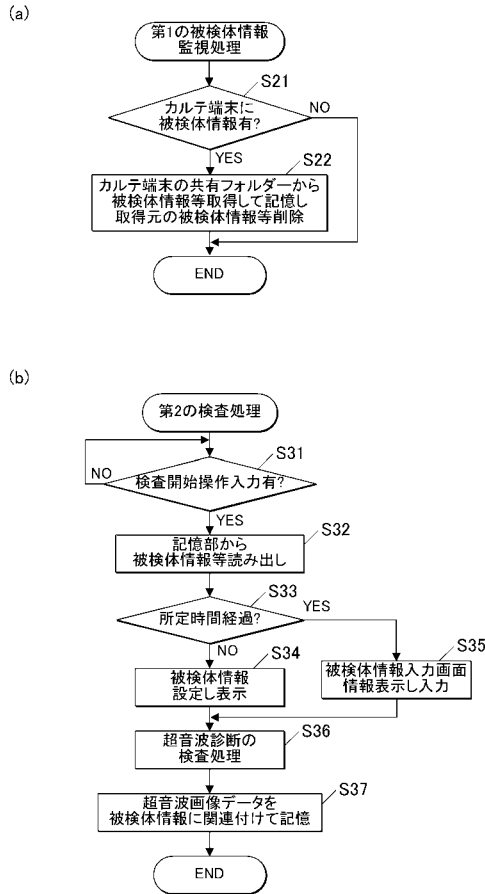 (a)
第1の被検体情報
監視処理
S21
カルテ端末に
被検体情報有?
NO
YES
S22
カルテ端末の共有フォルダーから
被検体情報等取得して記憶し
取得元の被検体情報等削除
END
(b)
第2の検査処理
S31
NO
検査開始操作入力有?
YES
S32
記憶部から
被検体情報等読み出し
S33
所定時間経過?
YES
NO
S34
被検体情報
設定し表示
S35
被検体情報入力画面
情報表示し入力
S36
超音波診断の
検査処理
S37
超音波画像データを
被検体情報に関連付けて記憶
END